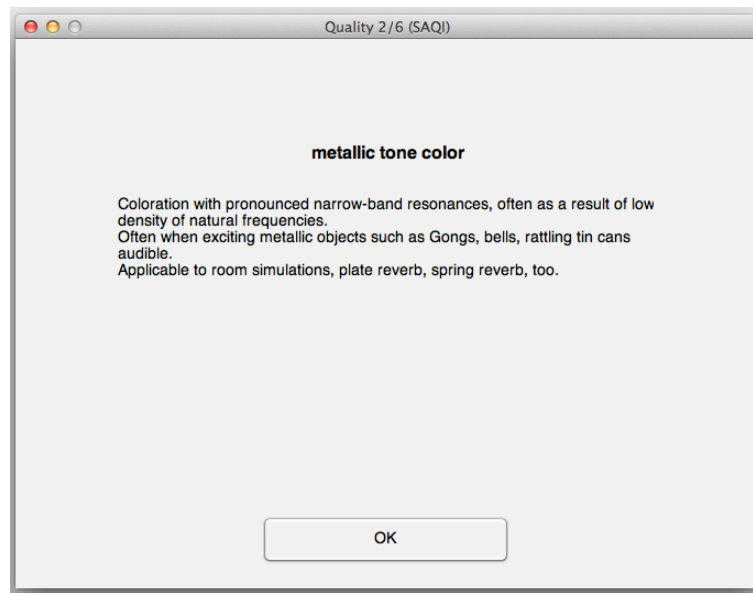 Quality 2/6 (SAQI)
metallic tone color
Coloration with pronounced narrow-band resonances, often as a result of low
density of natural frequencies.
Often when exciting metallic objects such as Gongs, bells, rattling tin cans
audible.
Applicable to room simulations, plate reverb, spring reverb, too.
OK